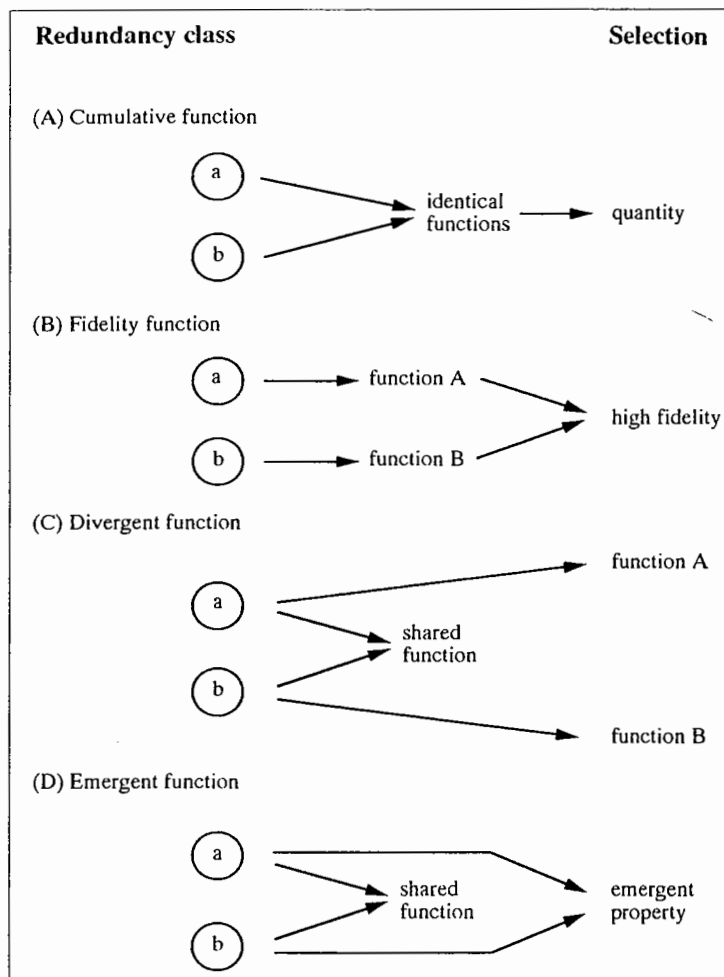 Redundancy class Selection
(A) Cumulative function
a
identical
functions
quantity
b
(B) Fidelity function
a
function A
high fidelity
b
function B
(C) Divergent function
function A
a
shared
function
b
function B
(D) Emergent function
a
shared
function
emergent
property
b